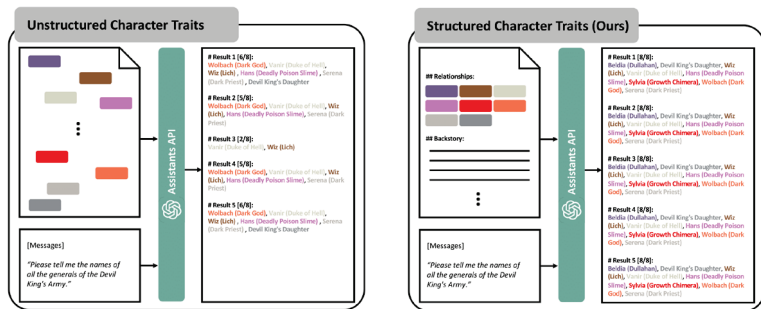 Unstructured Character Traits
Assistants API
[Messages]
"Please tell me the names of
all the generals of the Devil
King's Army."
# Result 1 [6/8]:
Wolbach (Dark God), Vanir (Duke of Hell),
Wiz (Lich) , Hans (Deadly Poison Slime) , Serena
(Dark Priest) , Devil King's Daughter
# Result 2 [5/8]:
Wolbach (Dark God), Vanir (Duke of Hell), Wiz
(Lich), Hans (Deadly Poison Slime), Serena (Dark
Priest)
# Result 3 [2/8]:
Vanir (Duke of Hell), Wiz (Lich)
# Result 4 [5/8]:
Wolbach (Dark God), Vanir (Duke of Hell), Wiz
(Lich), Hans (Deadly Poison Slime), Serena (Dark
Priest)
# Result 5 [6/8]:
Wolbach (Dark God), Vanir (Duke of Hell),
Wiz (Lich) , Hans (Deadly Poison Slime) , Serena
(Dark Priest) , Devil King's Daughter
Structured Character Traits (Ours)
## Relationships:
## Backstory:
Assistants API
[Messages]
"Please tell me the names of
all the generals of the Devil
King's Army."
# Result 1 [8/8]:
Beldia (Dullahan), Devil King's Daughter, Wiz
(Lich), Vanir (Duke of Hell), Hans (Deadly Poison
Slime), Sylvia (Growth Chimera), Wolbach (Dark
God), Serena (Dark Priest)
# Result 2 [8/8]:
Beldia (Dullahan), Devil King's Daughter, Wiz
(Lich), Vanir (Duke of Hell), Hans (Deadly Poison
Slime), Sylvia (Growth Chimera), Wolbach (Dark
God), Serena (Dark Priest)
# Result 3 [8/8]:
Beldia (Dullahan), Devil King's Daughter, Wiz
(Lich), Vanir (Duke of Hell), Hans (Deadly Poison
Slime), Sylvia (Growth Chimera), Wolbach (Dark
God), Serena (Dark Priest)
# Result 4 [8/8]:
Beldia (Dullahan), Devil King's Daughter, Wiz
(Lich), Vanir (Duke of Hell), Hans (Deadly Poison
Slime), Sylvia (Growth Chimera), Wolbach (Dark
God), Serena (Dark Priest)
# Result 5 [8/8]:
Beldia (Dullahan), Devil King's Daughter, Wiz
(Lich), Vanir (Duke of Hell), Hans (Deadly Poison
Slime), Sylvia (Growth Chimera), Wolbach (Dark
God), Serena (Dark Priest)